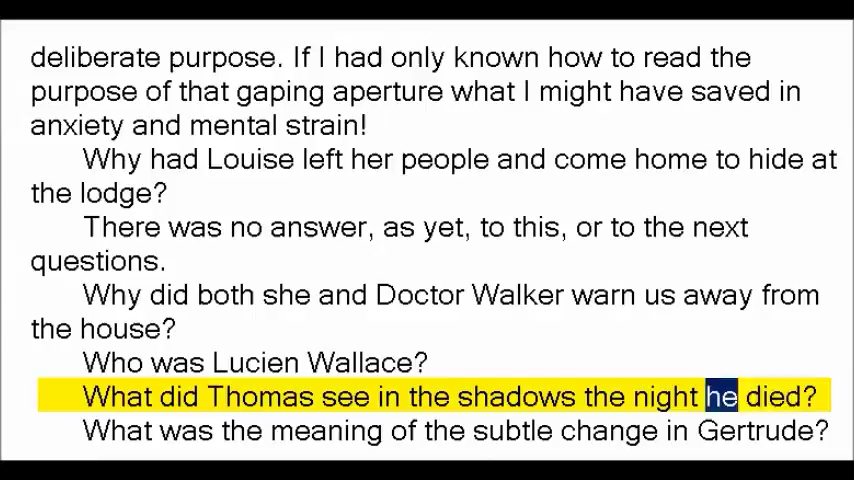 deliberate purpose. If I had only known how to read the
purpose of that gaping aperture what I might have saved in
anxiety and mental strain!
Why had Louise left her people and come home to hide at
the lodge?
There was no answer, as yet, to this, or to the next
questions.
Why did both she and Doctor Walker warn us away from
the house?
Who was Lucien Wallace?
What did Thomas see in the shadows the night he died?
What was the meaning of the subtle change in Gertrude?